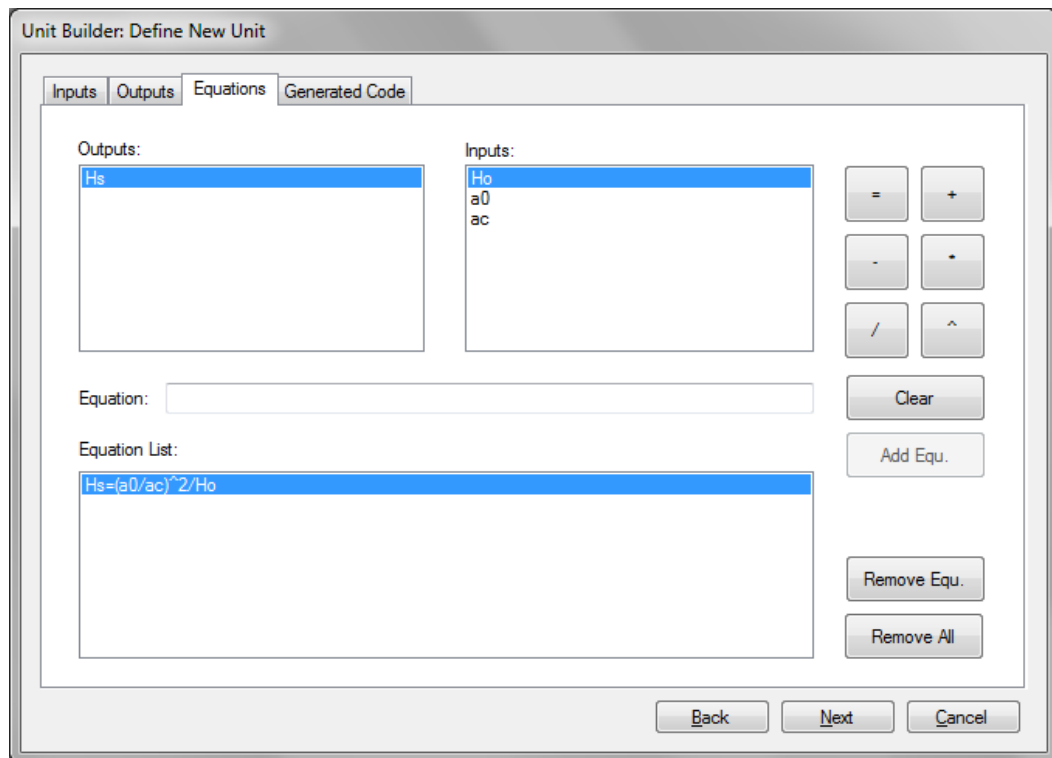 Unit Builder: Define New Unit
Inputs Outputs Equations Generated Code
Outputs:
Hs
Inputs:
Ho
a0
ac
= +
- *
/ ^
Equation:
Clear
Equation List:
Add Equ.
Hs=(a0/ac)^2/Ho
Remove Equ.
Remove All
Back Next Cancel